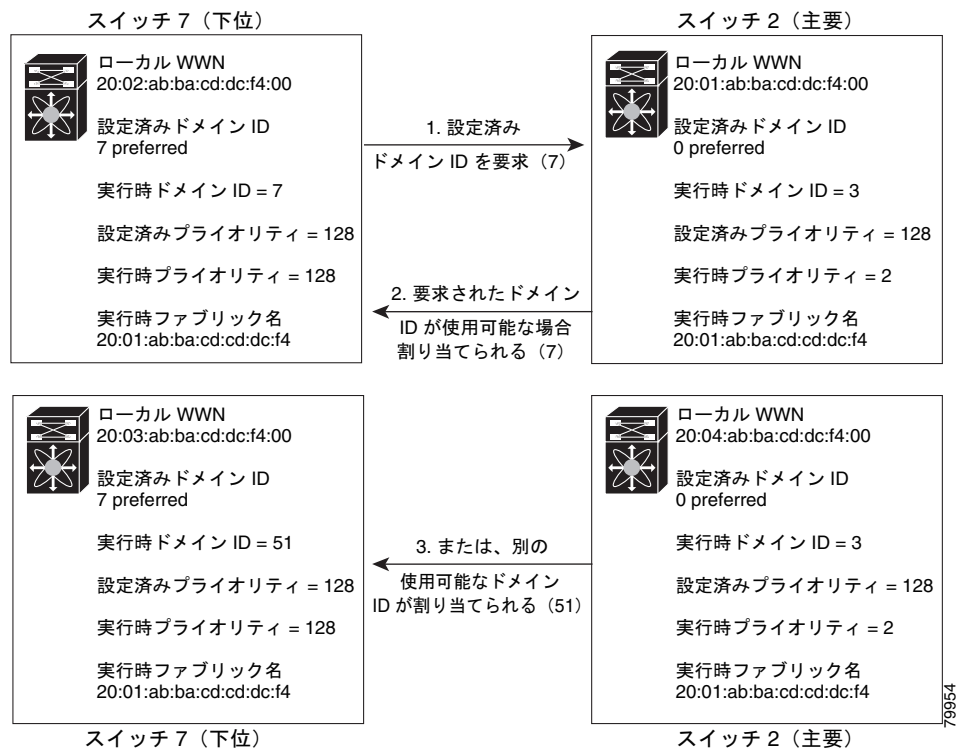 スイッチ 7（下位）
ローカル WWN
20:02:ab:ba:cd:dc:f4:00
設定済みドメイン ID
7 preferred
実行時ドメイン ID = 7
設定済みプライオリティ = 128
実行時プライオリティ = 128
実行時ファブリック名
20:01:ab:ba:cd:cd:dc:f4
1. 設定済み
ドメイン ID を要求（7）
2. 要求されたドメイン
ID が使用可能な場合
割り当てられる（7）
スイッチ 2（主要）
ローカル WWN
20:01:ab:ba:cd:dc:f4:00
設定済みドメイン ID
0 preferred
実行時ドメイン ID = 3
設定済みプライオリティ = 128
実行時プライオリティ = 2
実行時ファブリック名
20:01:ab:ba:cd:cd:dc:f4
ローカル WWN
20:03:ab:ba:cd:dc:f4:00
設定済みドメイン ID
7 preferred
実行時ドメイン ID = 51
設定済みプライオリティ = 128
実行時プライオリティ = 128
実行時ファブリック名
20:01:ab:ba:cd:cd:dc:f4
スイッチ 7（下位）
3. または、別の
使用可能なドメイン
ID が割り当てられる（51）
ローカル WWN
20:04:ab:ba:cd:dc:f4:00
設定済みドメイン ID
0 preferred
実行時ドメイン ID = 3
設定済みプライオリティ = 128
実行時プライオリティ = 2
実行時ファブリック名
20:01:ab:ba:cd:cd:dc:f4
スイッチ 2（主要）
79954